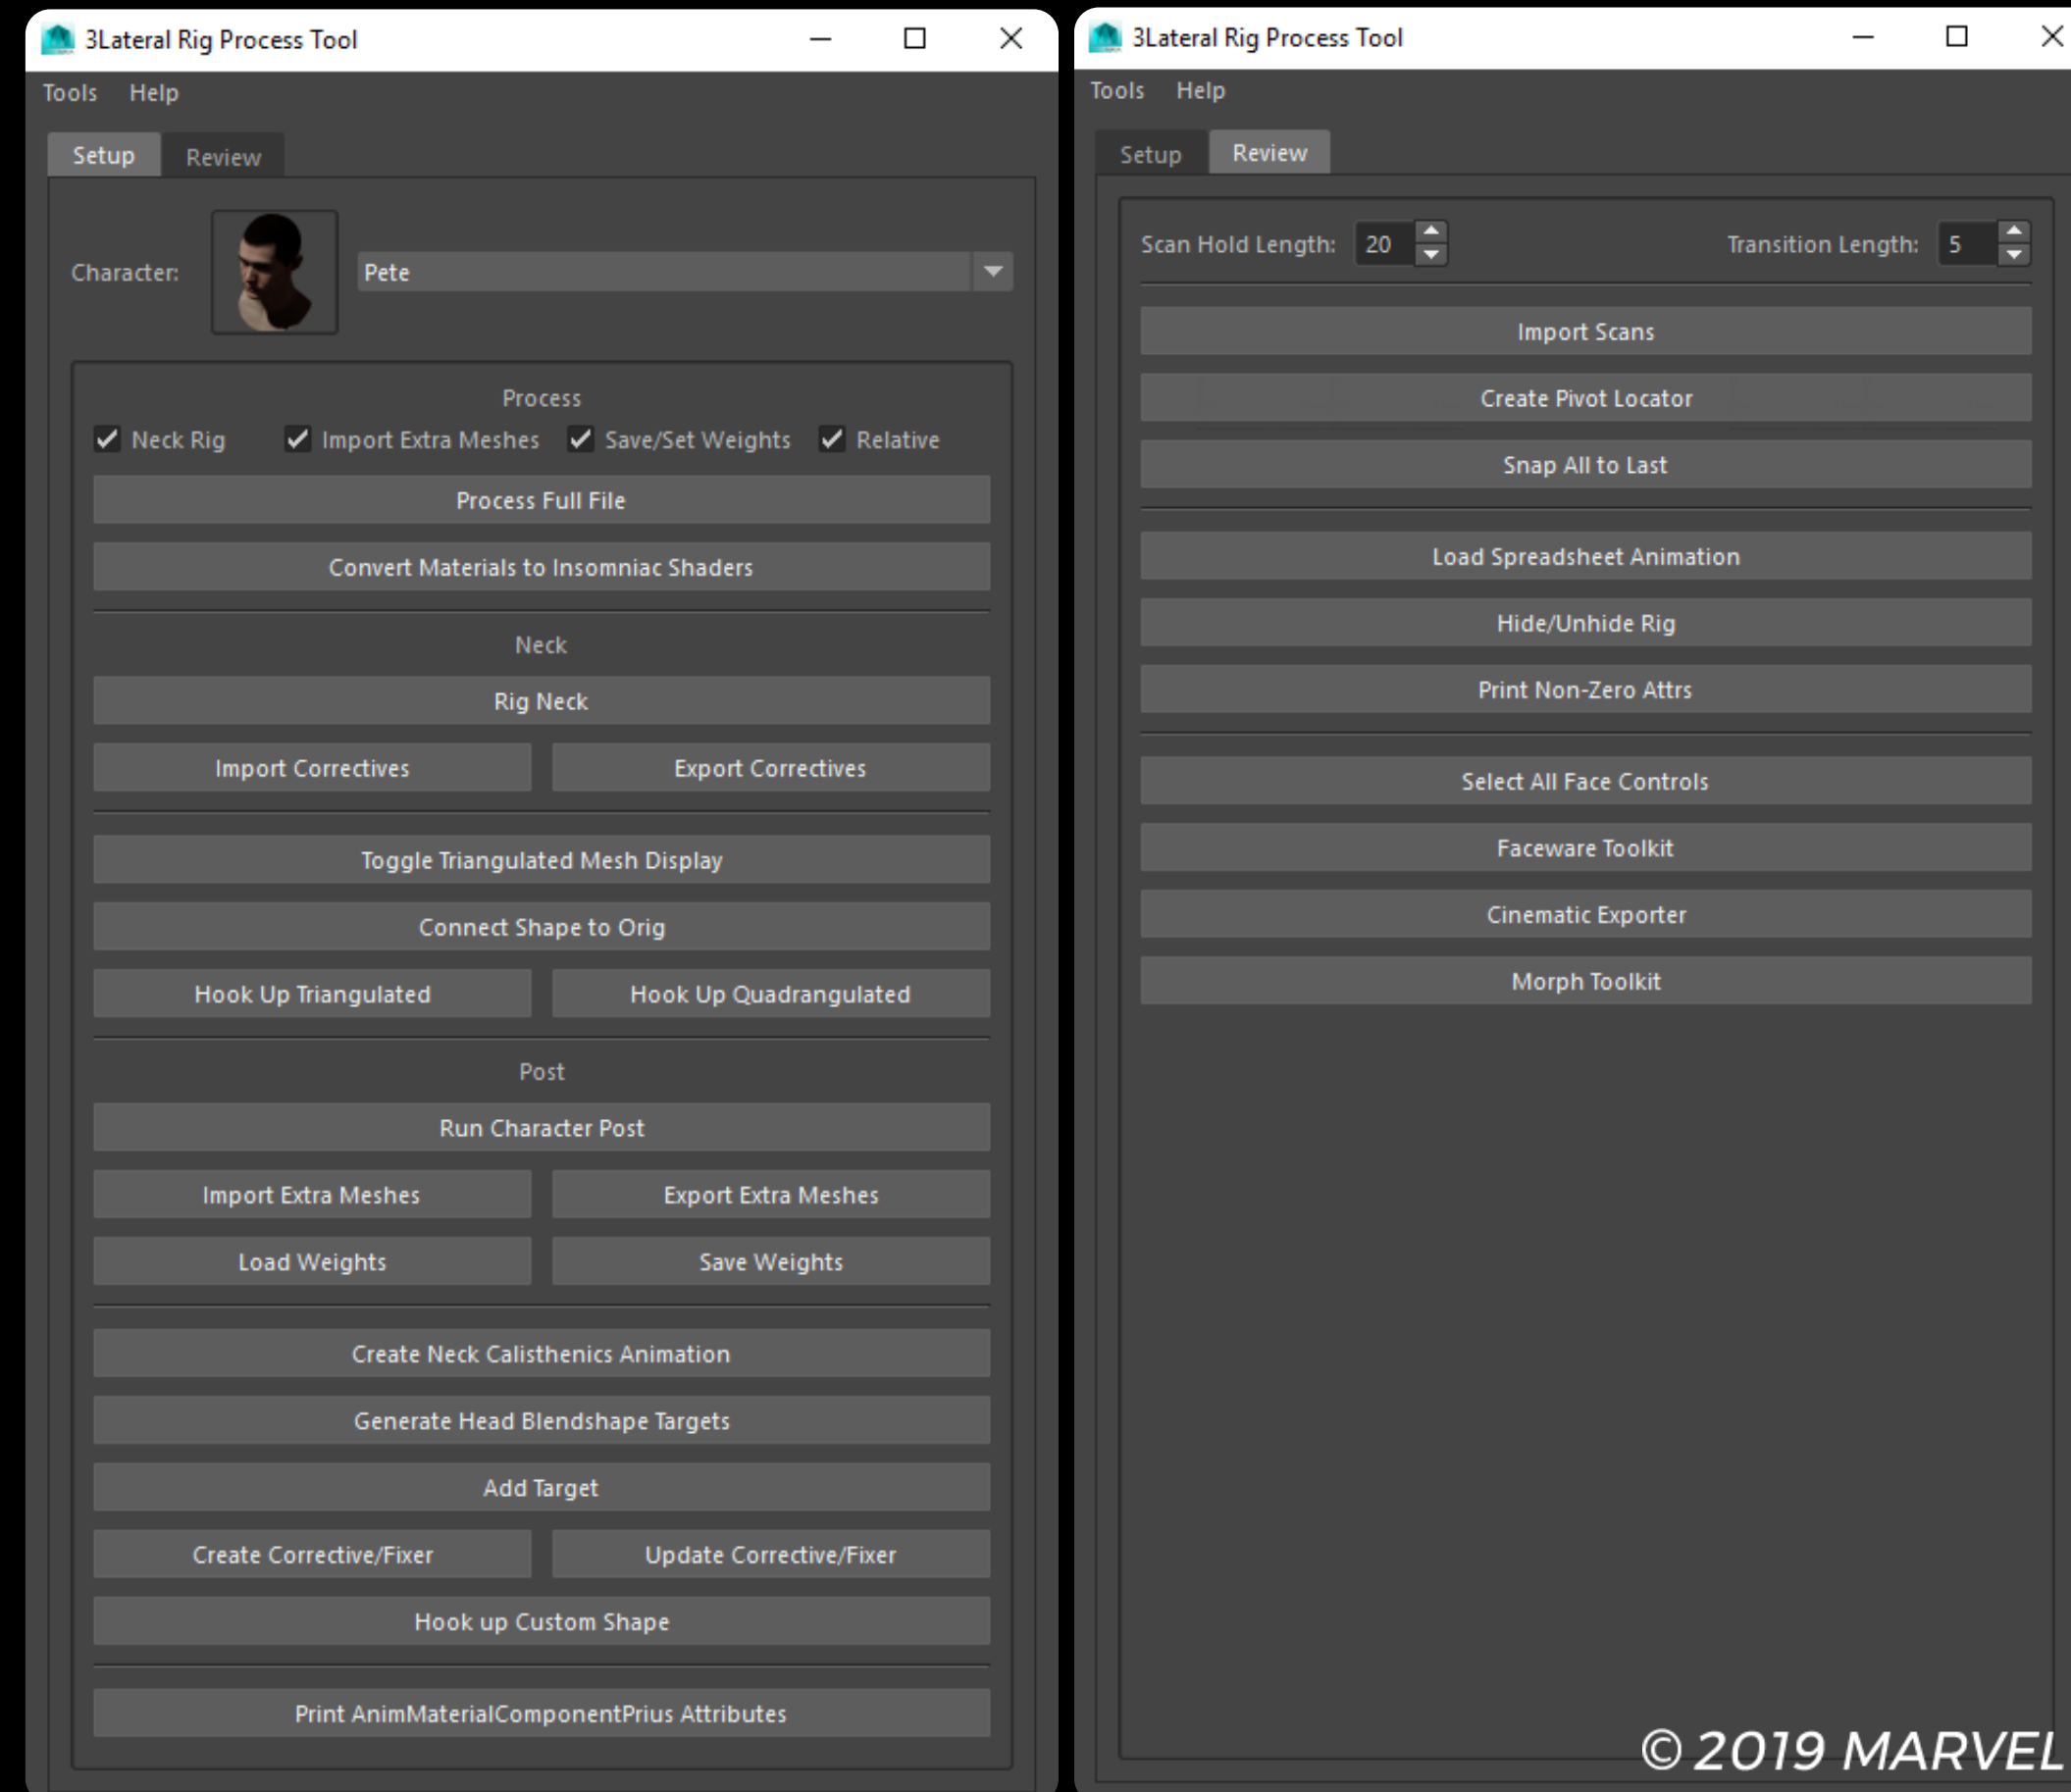 3Lateral Rig Process Tool
Tools Help
Setup Review
Character: Pete
Process
Neck Rig Import Extra Meshes Save/Set Weights Relative
Process Full File
Convert Materials to Insomniac Shaders
Neck
Rig Neck
Import Correctives Export Correctives
Toggle Triangulated Mesh Display
Connect Shape to Orig
Hook Up Triangulated Hook Up Quadrangulated
Post
Run Character Post
Import Extra Meshes Export Extra Meshes
Load Weights Save Weights
Create Neck Calisthenics Animation
Generate Head Blendshape Targets
Add Target
Create Corrective/Fixer Update Corrective/Fixer
Hook up Custom Shape
Print AnimMaterialComponentPrius Attributes
3Lateral Rig Process Tool
Tools Help
Setup Review
Scan Hold Length: 20 Transition Length: 5
Import Scans
Create Pivot Locator
Snap All to Last
Load Spreadsheet Animation
Hide/Unhide Rig
Print Non-Zero Attrs
Select All Face Controls
Faceware Toolkit
Cinematic Exporter
Morph Toolkit
© 2019 MARVEL